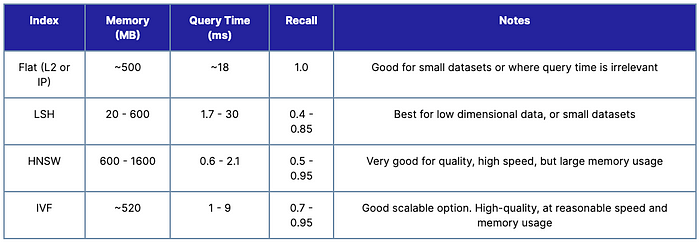 Index Memory (MB) Query Time (ms) Recall Notes
Flat (L2 or IP) ~500 ~18 1.0 Good for small datasets or where query time is irrelevant
LSH 20 - 600 1.7 - 30 0.4 - 0.85 Best for low dimensional data, or small datasets
HNSW 600 - 1600 0.6 - 2.1 0.5 - 0.95 Very good for quality, high speed, but large memory usage
IVF ~520 1 - 9 0.7 - 0.95 Good scalable option. High-quality, at reasonable speed and memory usage